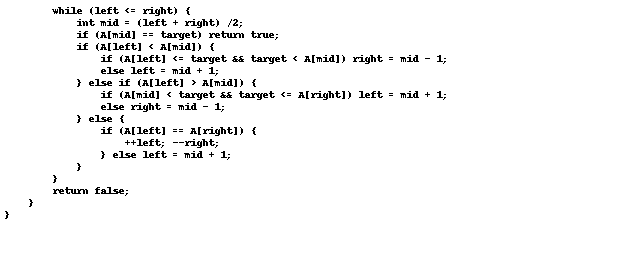 while (left <= right) {
            int mid = (left + right) /2;
            if (A[mid] == target) return true;
            if (A[left] < A[mid]) {
                if (A[left] <= target && target < A[mid]) right = mid - 1;
                else left = mid + 1;
            } else if (A[left] > A[mid]) {
                if (A[mid] < target && target <= A[right]) left = mid + 1;
                else right = mid - 1;
            } else {
                if (A[left] == A[right]) {
                    ++left; --right;
                } else left = mid + 1;
            }
        }
        return false;
    }
}